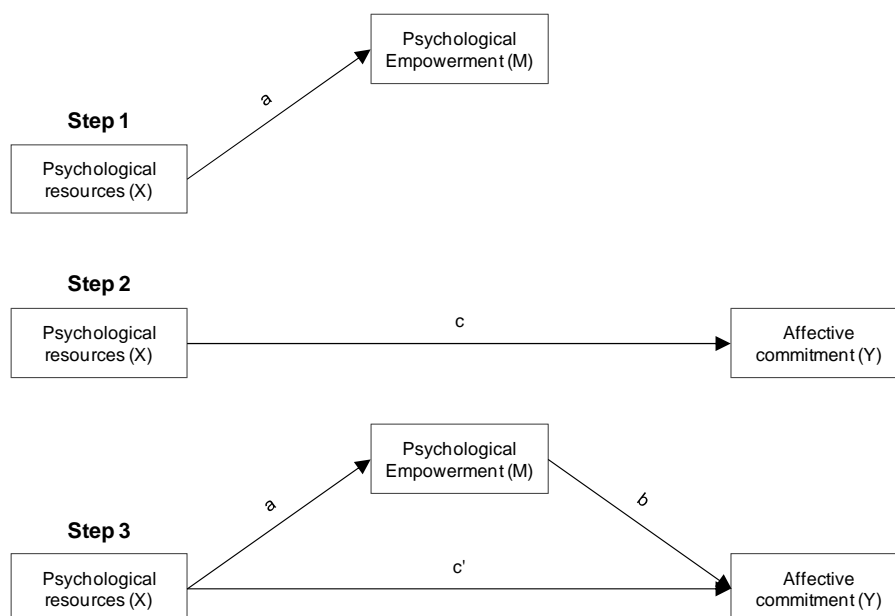 Psychological
Empowerment (M)
a
Step 1
Psychological
resources (X)
Step 2
Psychological
resources (X)
c
Affective
commitment (Y)
Psychological
Empowerment (M)
a
b
Step 3
Psychological
resources (X)
c'
Affective
commitment (Y)